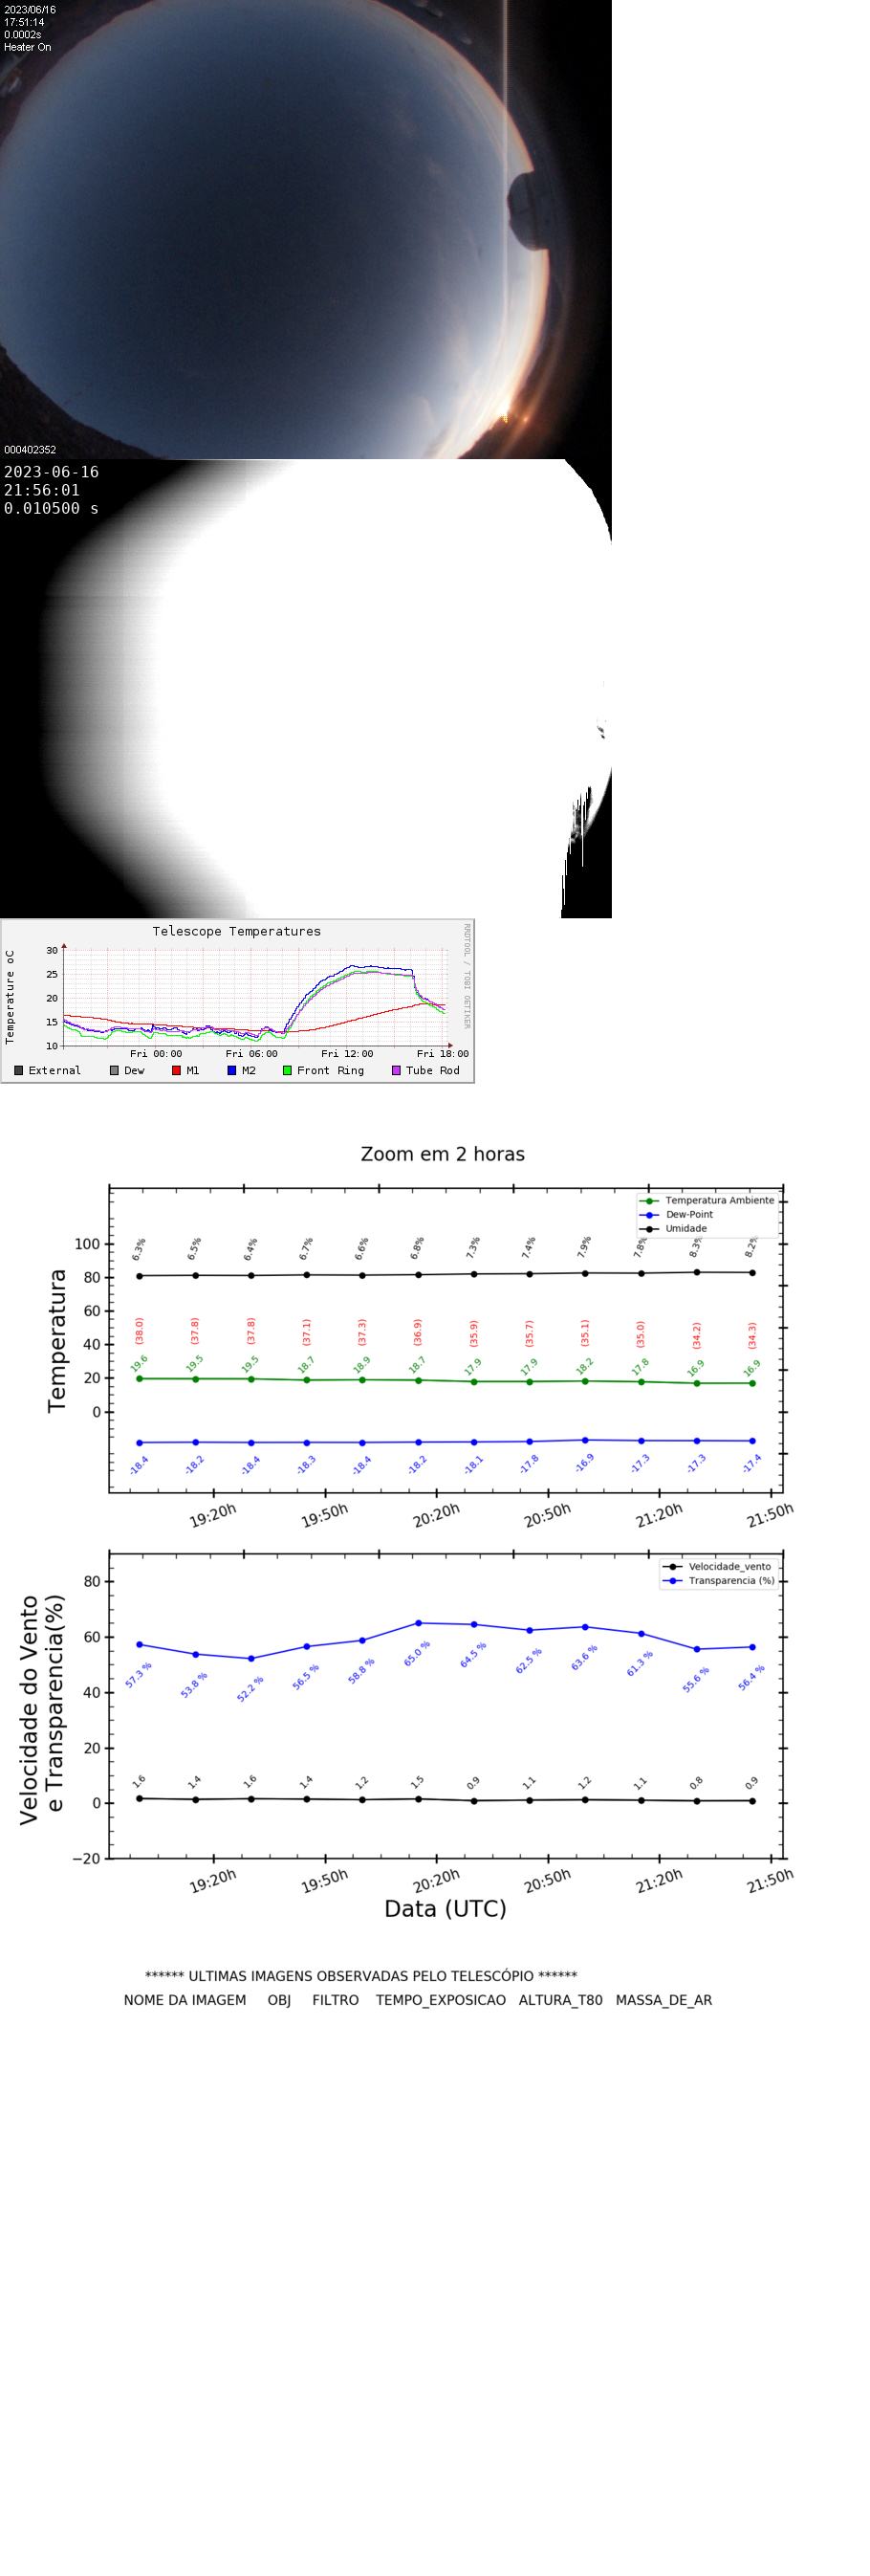 2023/06/16
17:51:14
0.0002s
Heater On
000402352
2023-06-16
21:56:01
0.010500 s
Telescope Temperatures
RRDTOOL / TOBI OETIKER
Temperature oC
30
25
20
15
10
Fri 00:00 Fri 06:00 Fri 12:00 Fri 18:00
External Dew M1 M2 Front Ring Tube Rod
Zoom em 2 horas
Temperatura Ambiente
Dew-Point
Umidade
Temperatura
100
80
60
40
20
0
6.3% 6.5% 6.4% 6.7% 6.6% 6.8% 7.3% 7.4% 7.9% 7.8% 8.3% 8.2%
(38.0) (37.8) (37.8) (37.1) (37.3) (36.9) (35.9) (35.7) (35.1) (35.0) (34.2) (34.3)
19.6 19.5 19.5 18.7 18.9 18.7 17.9 17.9 18.2 17.8 16.9 16.9
-18.4 -18.2 -18.4 -18.3 -18.4 -18.2 -18.1 -17.8 -16.9 -17.3 -17.3 -17.4
19:20h 19:50h 20:20h 20:50h 21:20h 21:50h
Velocidade_vento
Transparencia (%)
Velocidade do Vento
e Transparencia(%)
80
60
40
20
0
−20
57.3 % 53.8 % 52.2 % 56.5 % 58.8 % 65.0 % 64.5 % 62.5 % 63.6 % 61.3 % 55.6 % 56.4 %
1.6 1.4 1.6 1.4 1.2 1.5 0.9 1.1 1.2 1.1 0.8 0.9
19:20h 19:50h 20:20h 20:50h 21:20h 21:50h
Data (UTC)
****** ULTIMAS IMAGENS OBSERVADAS PELO TELESCÓPIO ******
NOME DA IMAGEM OBJ FILTRO TEMPO_EXPOSICAO ALTURA_T80 MASSA_DE_AR